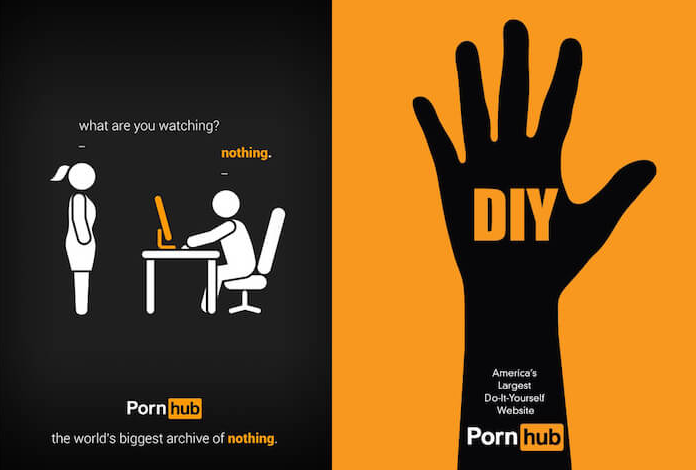 what are you watching?
nothing.
Pornhub
the world's biggest archive of nothing.
DIY
America's
Largest
Do-It-Yourself
Website
Pornhub